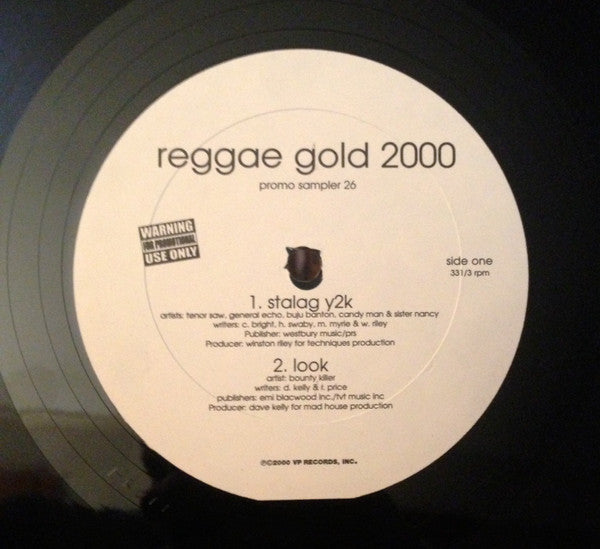 reggae gold 2000
promo sampler 26
WARNING
FOR PROMOTIONAL
USE ONLY
side one
331/3 rpm
1. stalag y2k
artists: tenor saw, general echo, buju banton, candy man & sister nancy
writers: c. bright, h. swaby, m. myrie & w. riley
Publisher: westbury music/prs
Producer: winston riley for techniques production
2. look
artist: bounty killer
writers: d. kelly & r. price
publishers: emi blacwood inc./tvt music inc
Producer: dave kelly for mad house production
℗©2000 VP RECORDS, INC.